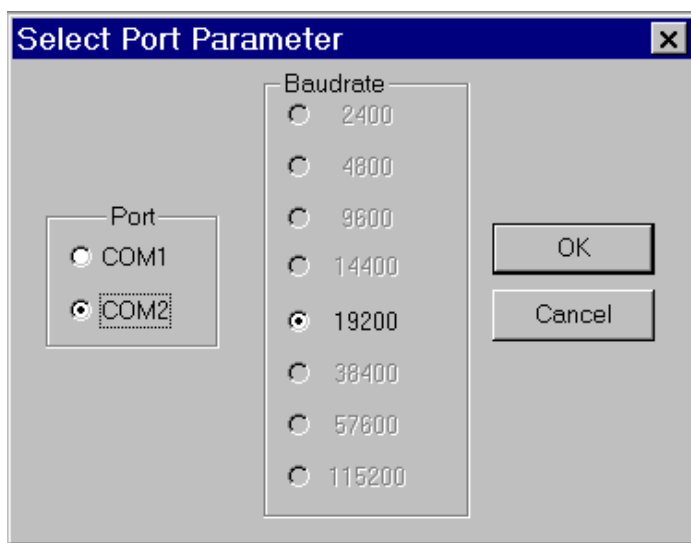 Select Port Parameter
Port
COM1
COM2
Baudrate
2400
4800
9600
14400
19200
38400
57600
115200
OK
Cancel